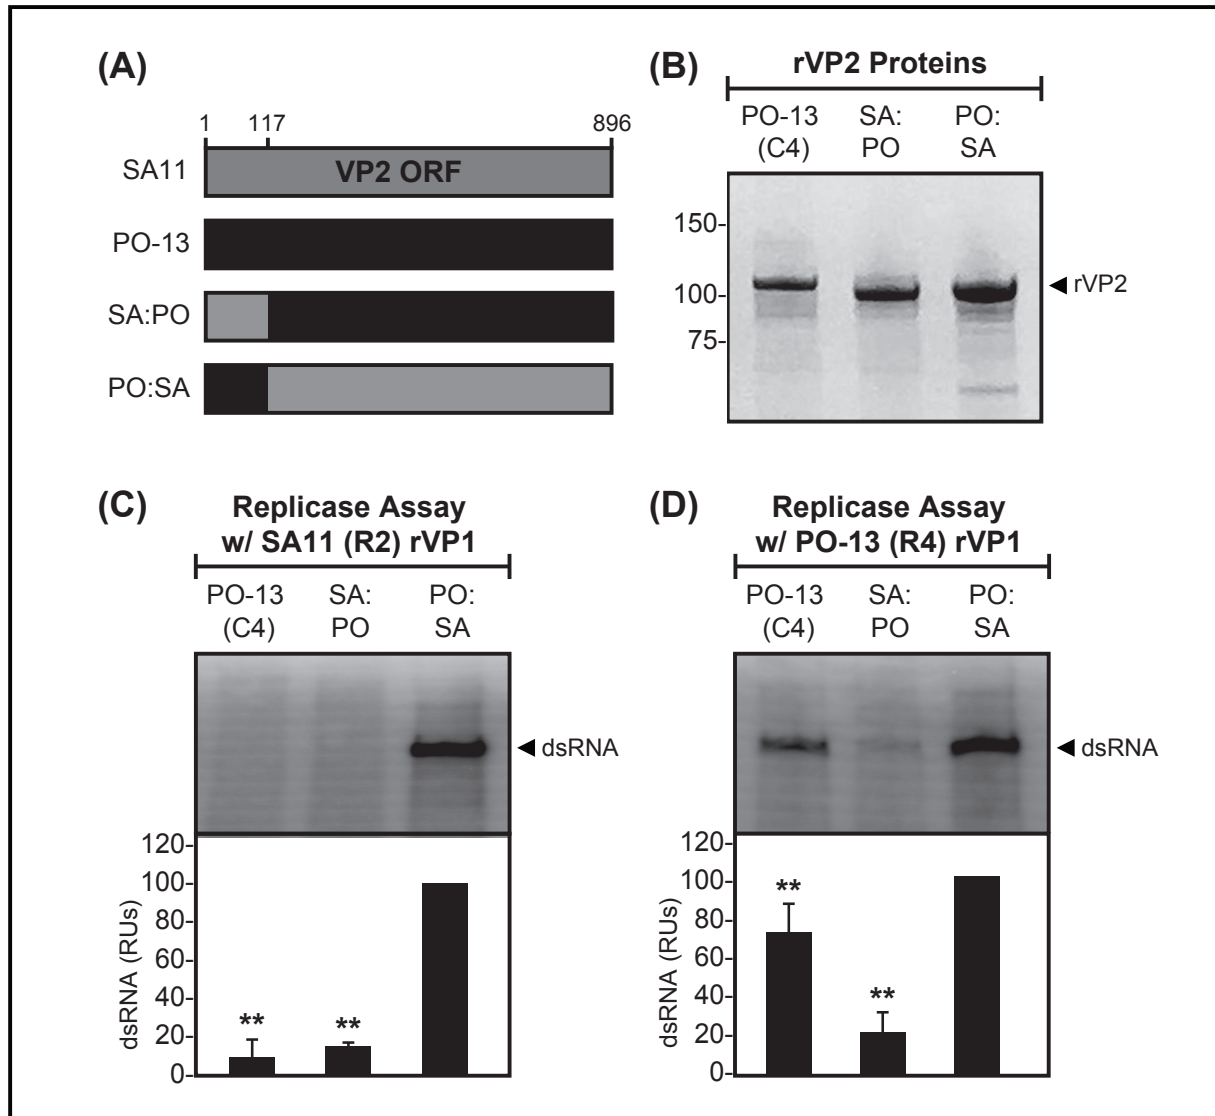 (A)
1 117 896
SA11 VP2 ORF
PO-13
SA:PO
PO:SA
(B)
rVP2 Proteins
PO-13 SA: PO:
(C4) PO SA
150-
100-
75-
rVP2
(C)
Replicase Assay
w/ SA11 (R2) rVP1
PO-13 SA: PO:
(C4) PO SA
dsRNA
dsRNA (RUs)
120-
100-
80-
60-
40-
20-
0-
** **
(D)
Replicase Assay
w/ PO-13 (R4) rVP1
PO-13 SA: PO:
(C4) PO SA
dsRNA
dsRNA (RUs)
120-
100-
80-
60-
40-
20-
0-
**
**